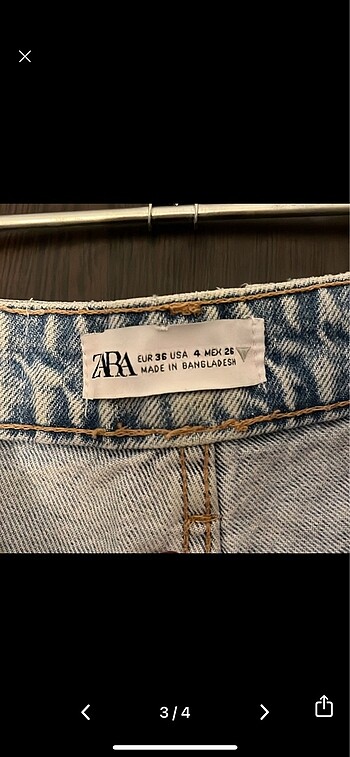 ZARA
EUR 36 USA 4 MEX 26
MADE IN BANGLADESH
3/4